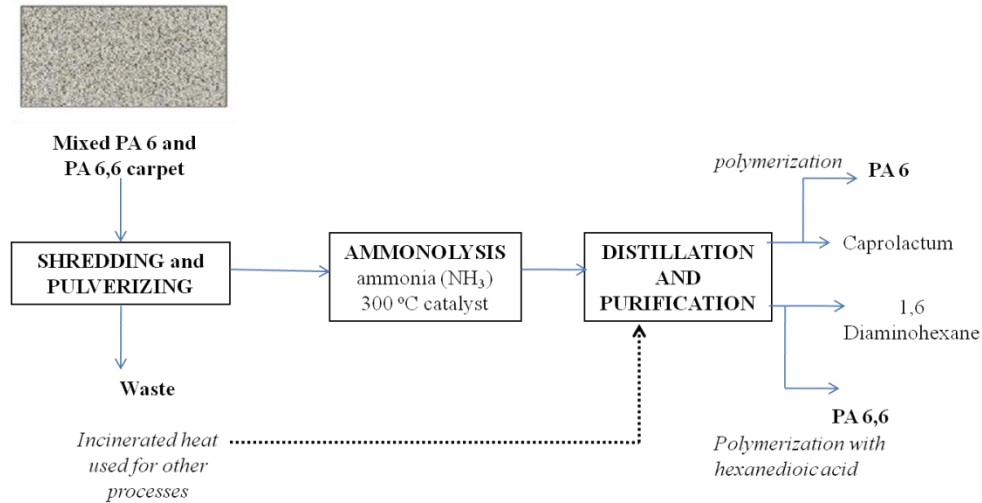 Mixed PA 6 and
PA 6,6 carpet
SHREDDING and
PULVERIZING
Waste
Incinerated heat
used for other
processes
AMMONOLYSIS
ammonia (NH₃)
300 ºC catalyst
DISTILLATION
AND
PURIFICATION
polymerization
PA 6
Caprolactum
1,6
Diaminohexane
PA 6,6
Polymerization with
hexanedioic acid